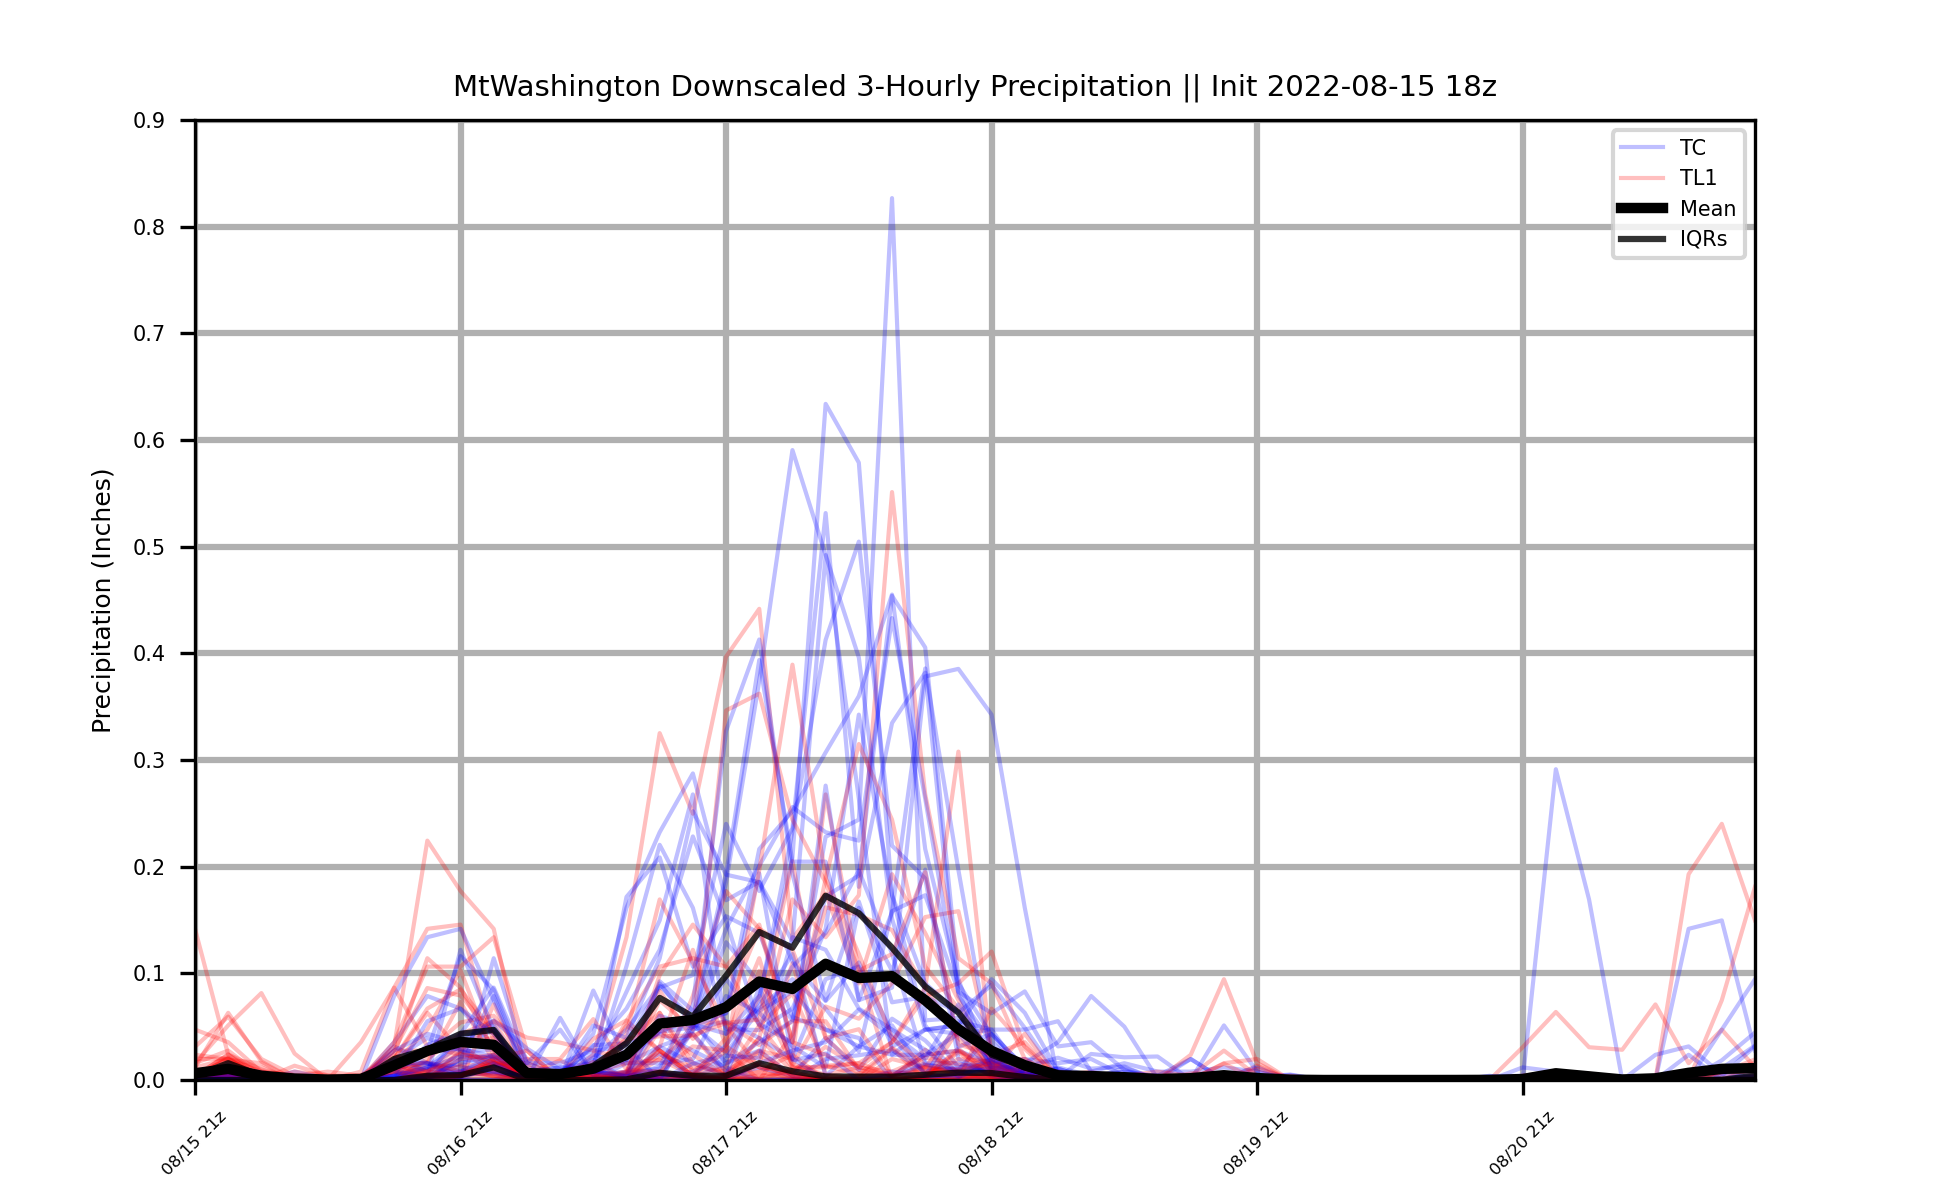 MtWashington Downscaled 3-Hourly Precipitation || Init 2022-08-15 18z
TC
TL1
Mean
IQRs
Precipitation (Inches)
0.9
0.8
0.7
0.6
0.5
0.4
0.3
0.2
0.1
0.0
08/15 21z
08/16 21z
08/17 21z
08/18 21z
08/19 21z
08/20 21z